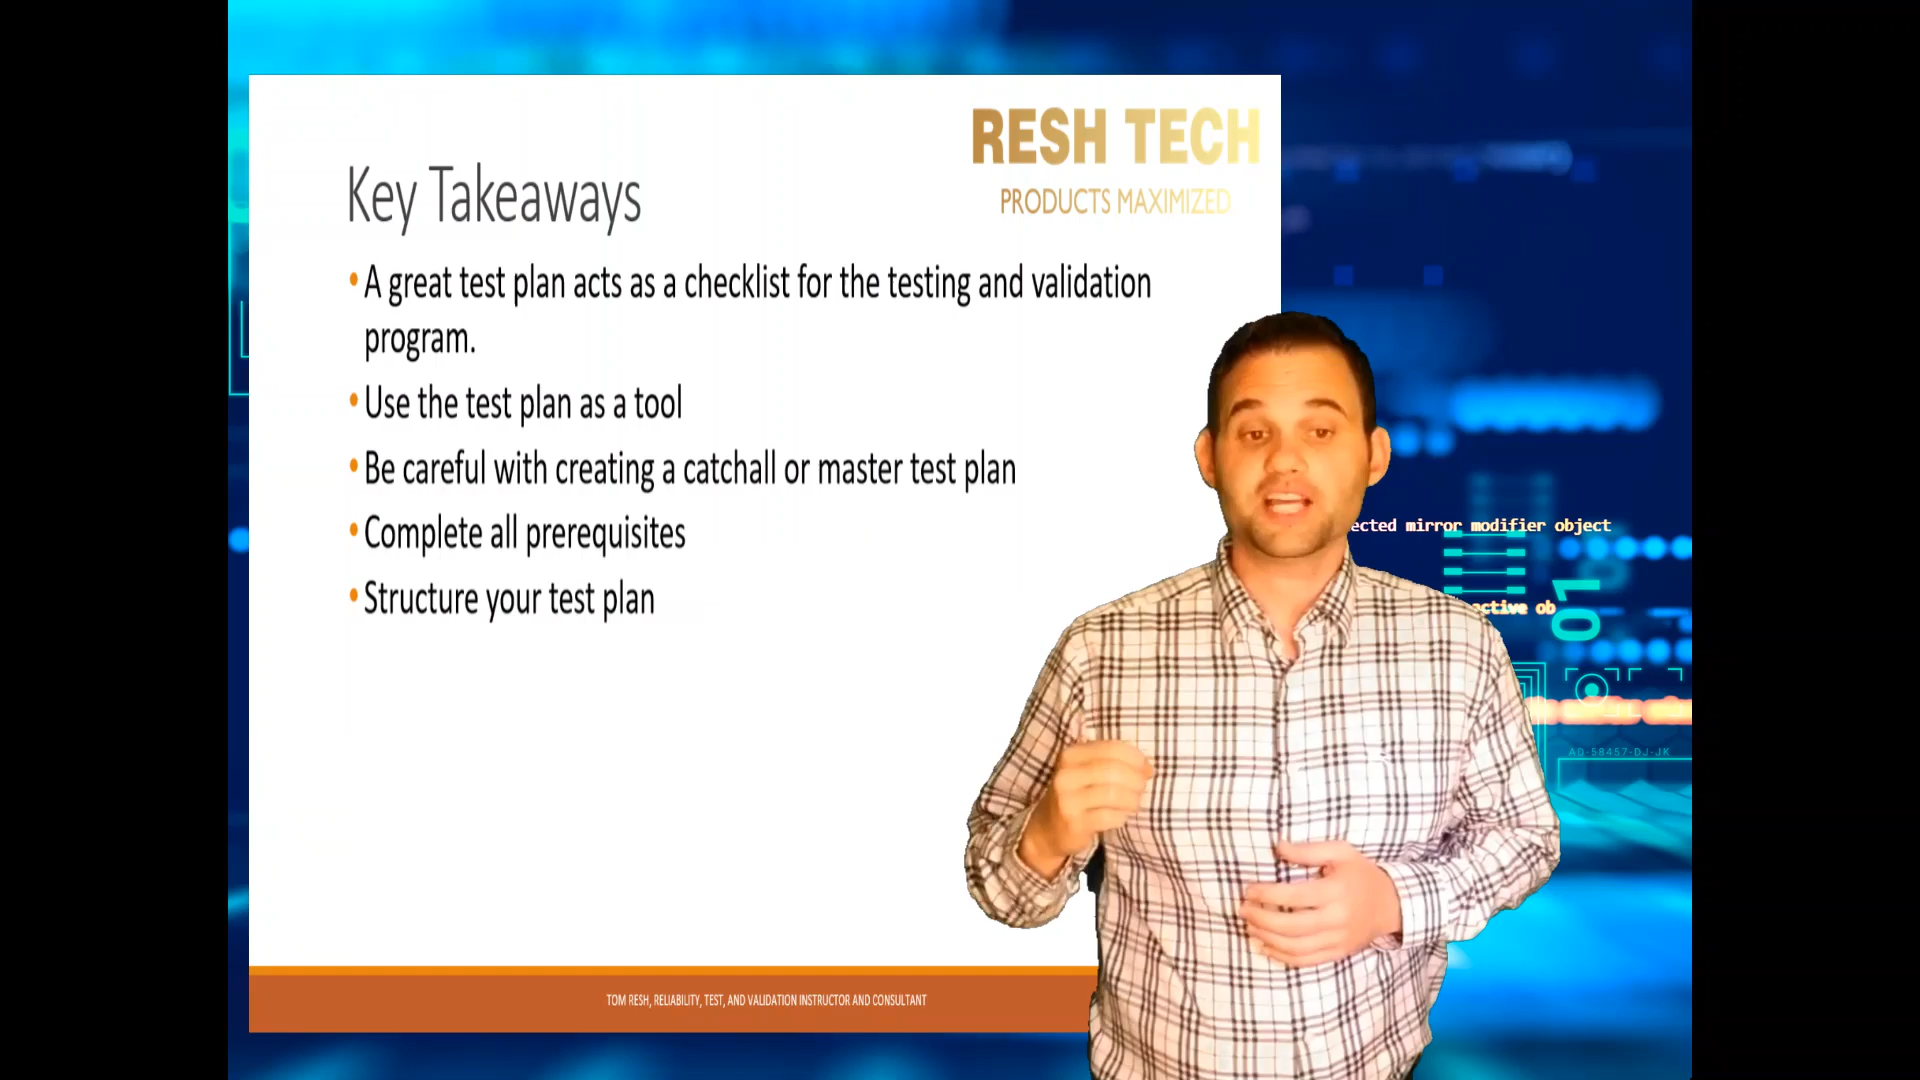 RESH TECH
PRODUCTS MAXIMIZED
Key Takeaways
•A great test plan acts as a checklist for the testing and validation
program.
•Use the test plan as a tool
•Be careful with creating a catchall or master test plan
•Complete all prerequisites
•Structure your test plan
ected mirror modifier object
active ob
01
AD-58457-DJ-JK
TOM RESH, RELIABILITY, TEST, AND VALIDATION INSTRUCTOR AND CONSULTANT